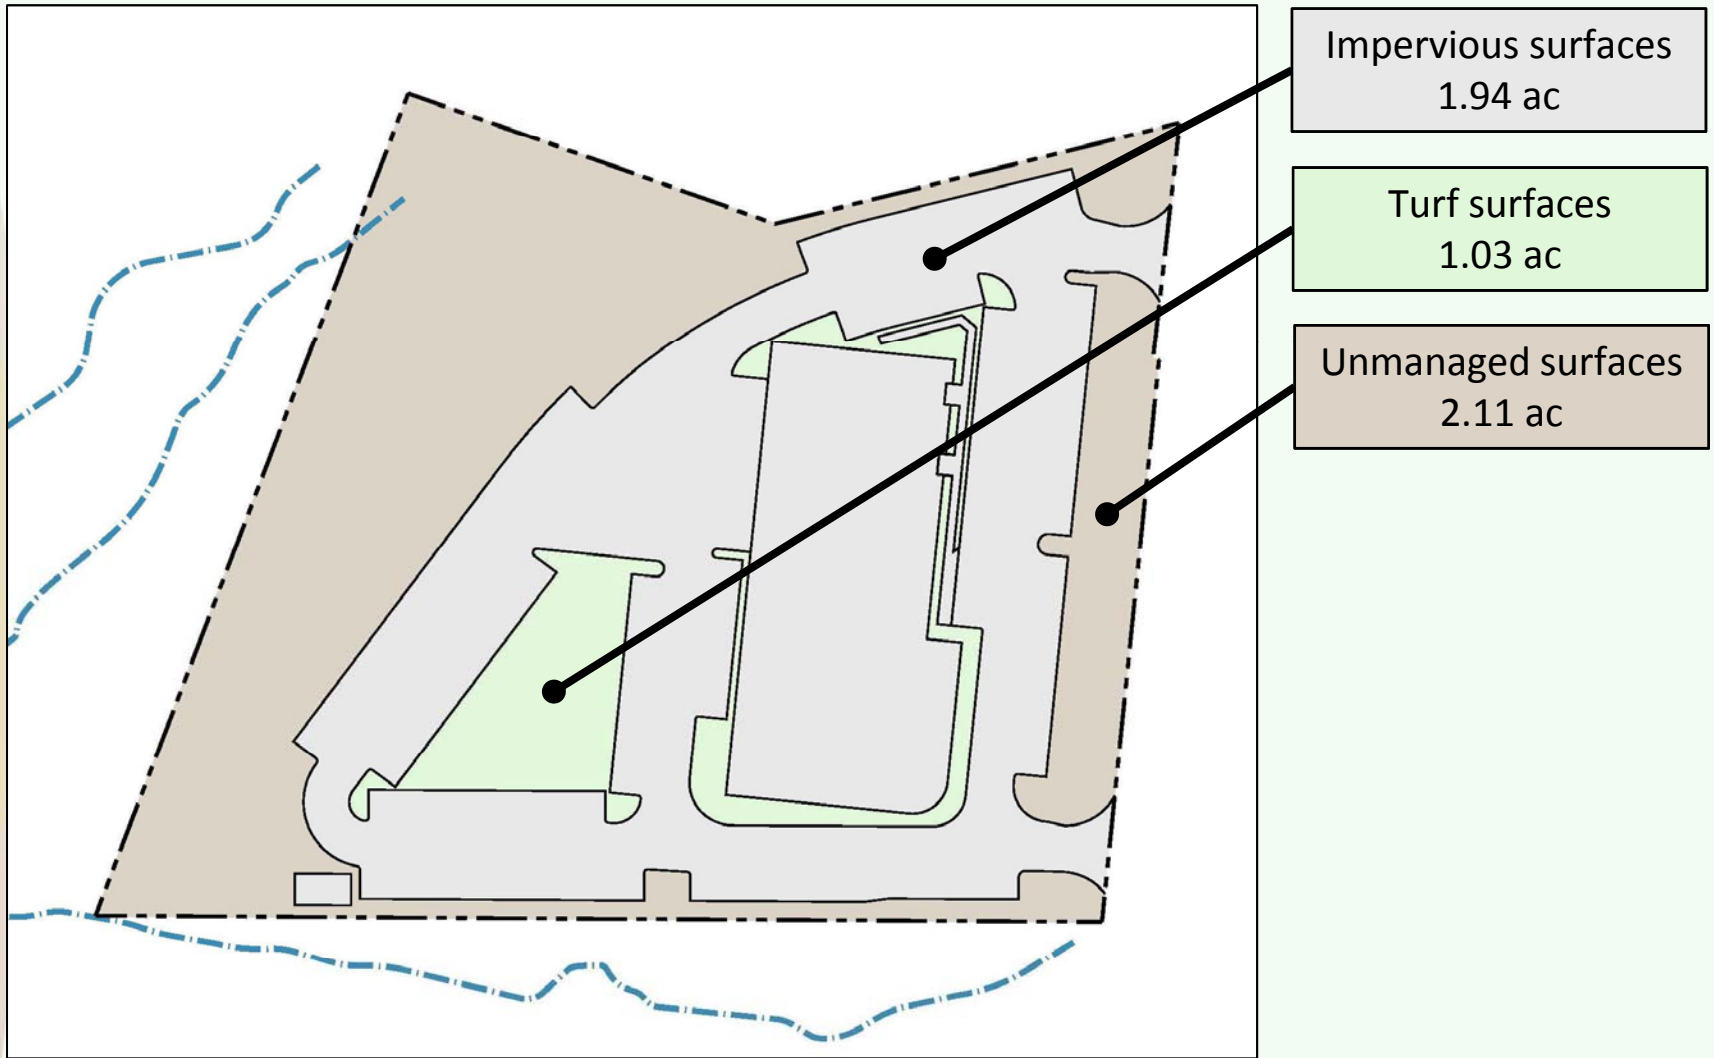 Impervious surfaces
1.94 ac
Turf surfaces
1.03 ac
Unmanaged surfaces
2.11 ac